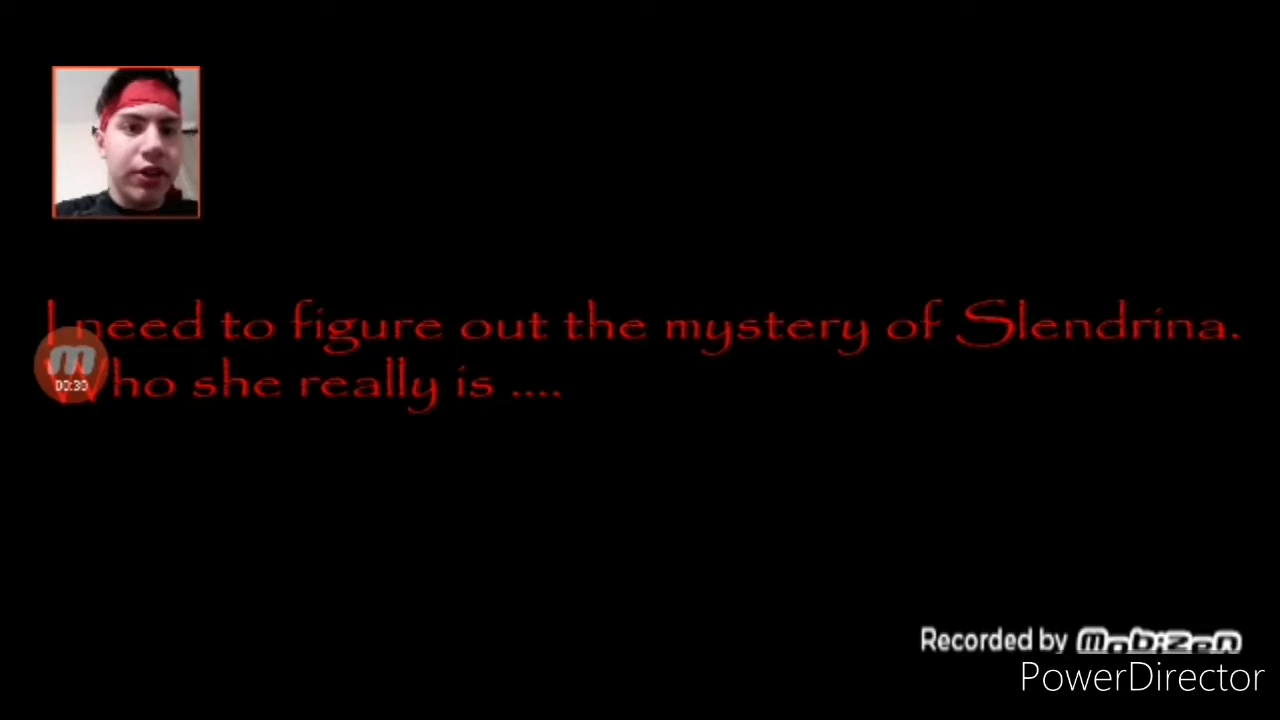 I need to figure out the mystery of Slendrina.
Who she really is ....
00:30
Recorded by Mobizen
PowerDirector